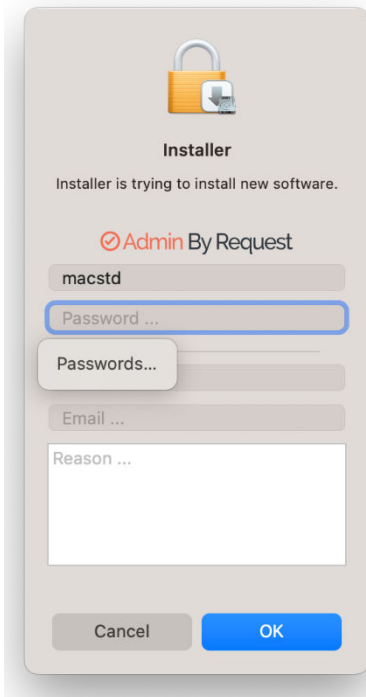 Installer
Installer is trying to install new software.
Admin By Request
macstd
Password ...
Passwords...
Email ...
Reason ...
Cancel
OK